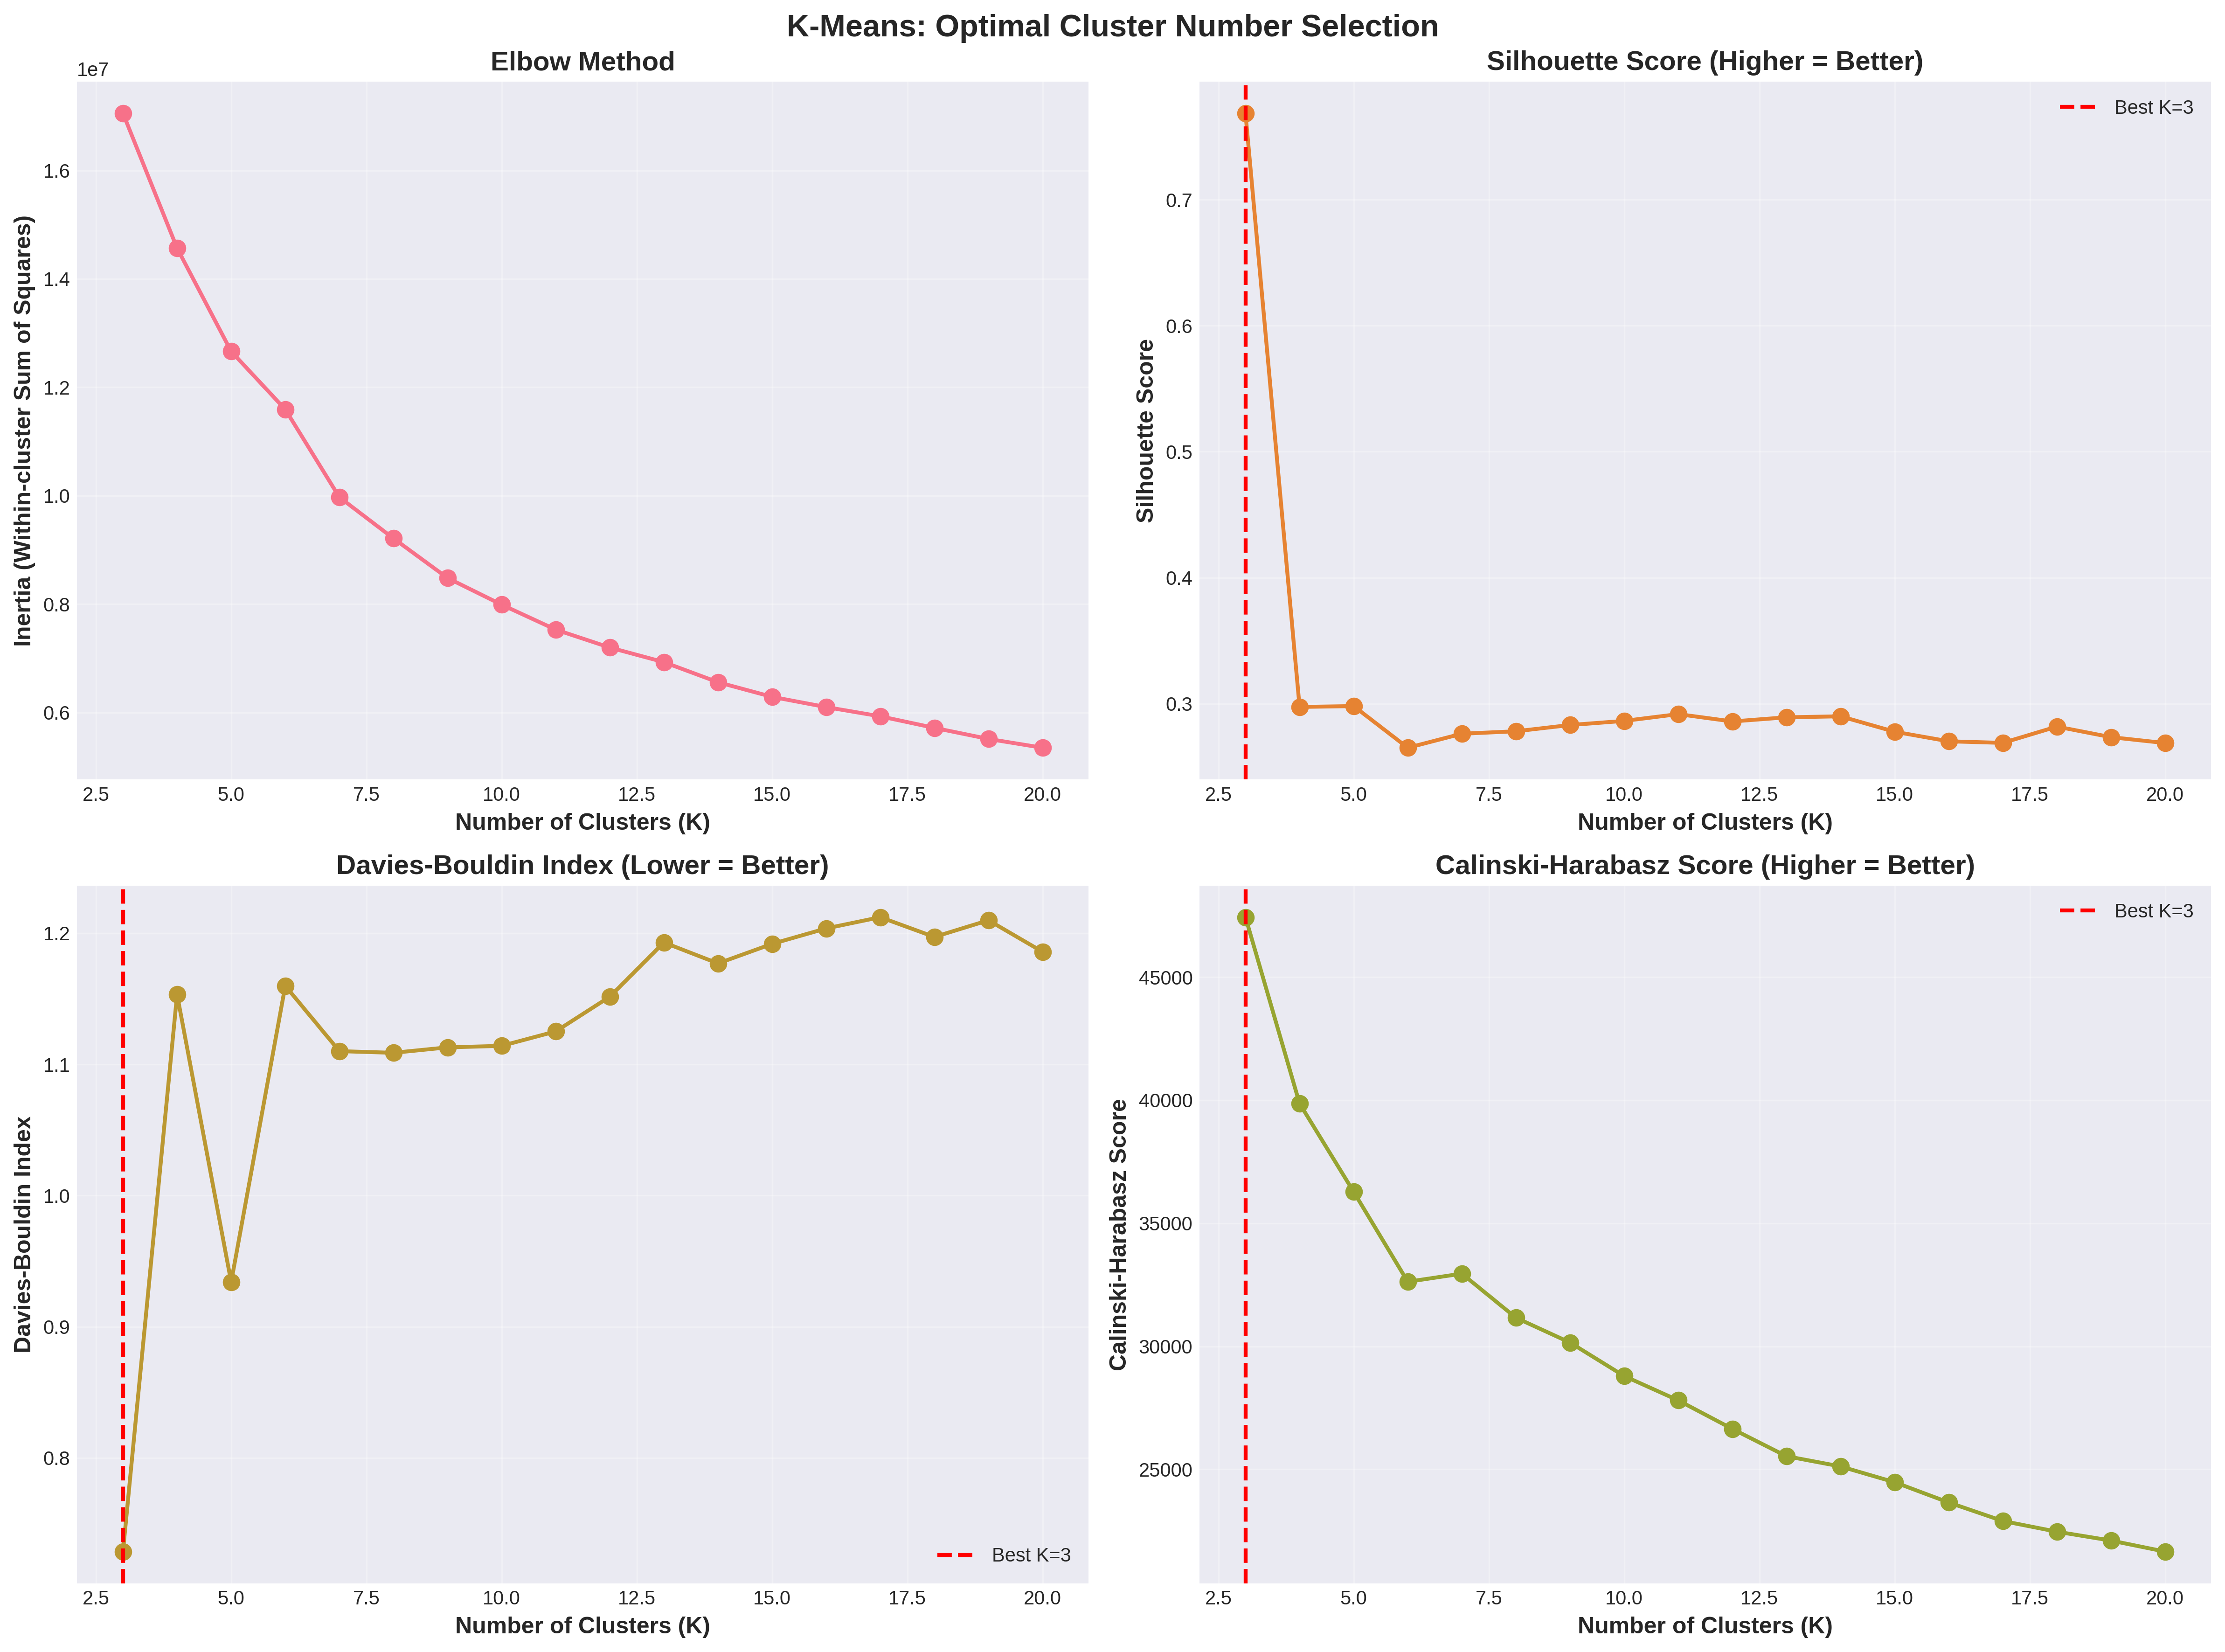 K-Means: Optimal Cluster Number Selection
Elbow Method
1e7
1.6
1.4
1.2
1.0
0.8
0.6
Inertia (Within-cluster Sum of Squares)
2.5 5.0 7.5 10.0 12.5 15.0 17.5 20.0
Number of Clusters (K)
Silhouette Score (Higher = Better)
Best K=3
0.7
0.6
0.5
0.4
0.3
Silhouette Score
2.5 5.0 7.5 10.0 12.5 15.0 17.5 20.0
Number of Clusters (K)
Davies-Bouldin Index (Lower = Better)
1.2
1.1
1.0
0.9
0.8
Davies-Bouldin Index
Best K=3
2.5 5.0 7.5 10.0 12.5 15.0 17.5 20.0
Number of Clusters (K)
Calinski-Harabasz Score (Higher = Better)
Best K=3
45000
40000
35000
30000
25000
Calinski-Harabasz Score
2.5 5.0 7.5 10.0 12.5 15.0 17.5 20.0
Number of Clusters (K)